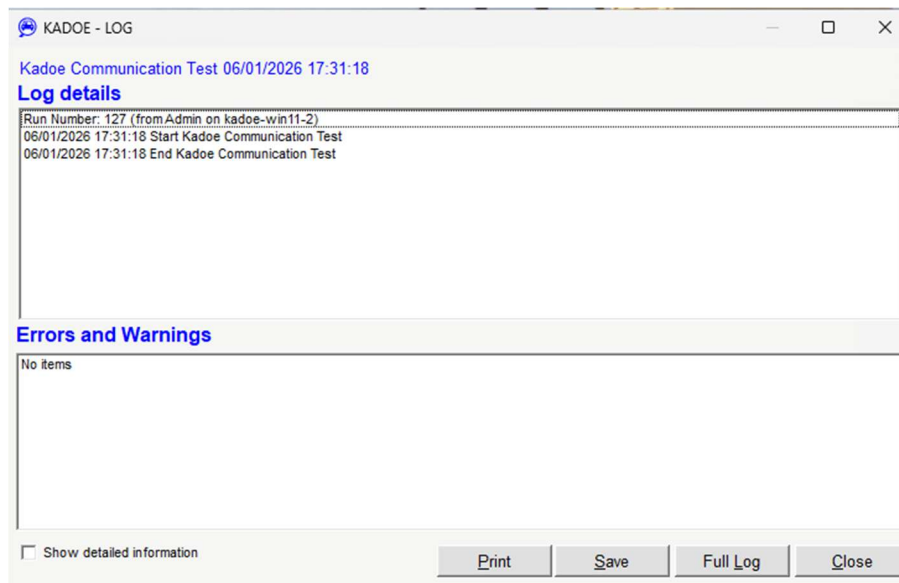 KADOE - LOG
Kadoe Communication Test 06/01/2026 17:31:18
Log details
Run Number: 127 (from Admin on kadoe-win11-2)
06/01/2026 17:31:18 Start Kadoe Communication Test
06/01/2026 17:31:18 End Kadoe Communication Test
Errors and Warnings
No items
Show detailed information
Print Save Full Log Close